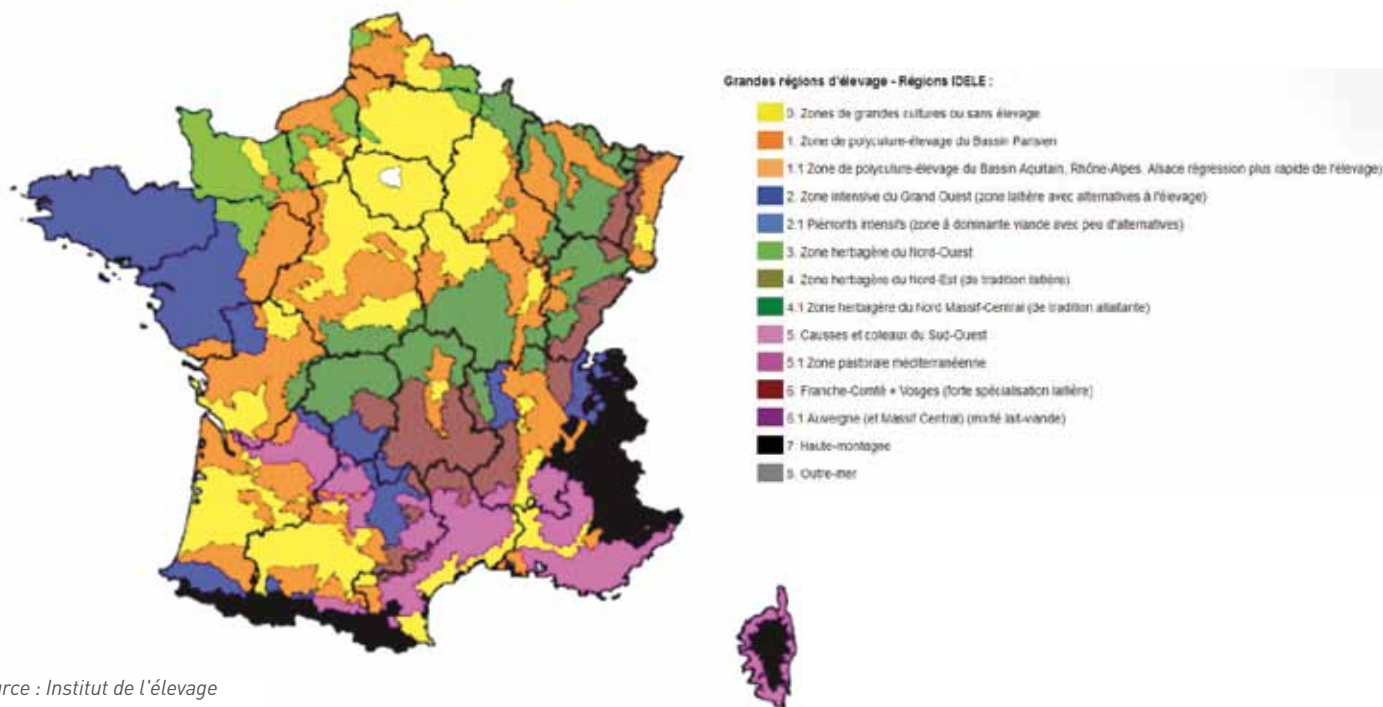 Grandes régions d'élevage - Régions IDELE :
0. Zones de grandes cultures ou sans élevage
1. Zone de polyculture-élevage du Bassin Parisien
1.1 Zone de polyculture-élevage du Bassin Aquitain, Rhône-Alpes, Alsace régression plus rapide de l'élevage)
2. Zone intensive du Grand Ouest (zone laitière avec alternatives à l'élevage)
2.1 Piémonts intensifs (zone à dominante viande avec peu d'alternatives)
3. Zone herbagère du Nord-Ouest
4. Zone herbagère du Nord-Est (de tradition laitière)
4.1 Zone herbagère du Nord Massif-Central (de tradition allaitante)
5. Causses et coteaux du Sud-Ouest
5.1 Zone pastorale méditerranéenne
6. Franche-Comté + Vosges (forte spécialisation laitière)
6.1 Auvergne (et Massif Central) (mixité lait-viande)
7. Haute-montagne
8. Outre-mer
rce : Institut de l'élevage